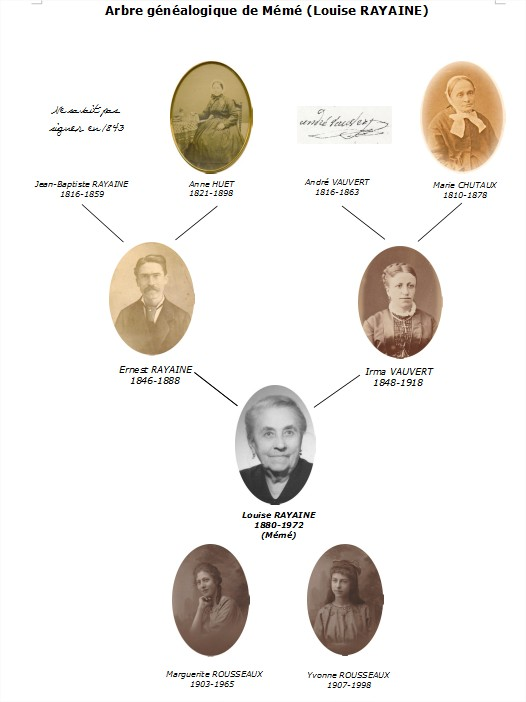 Arbre généalogique de Mémé (Louise RAYAINE)
Ne sait pas
signer en 1843
André Vauvert
Jean-Baptiste RAYAINE
1816-1859
Anne HUET
1821-1898
André VAUVERT
1816-1863
Marie CHUTAUX
1810-1878
Ernest RAYAINE
1846-1888
Irma VAUVERT
1848-1918
Louise RAYAINE
1880-1972
(Mémé)
Marguerite ROUSSEAUX
1903-1965
Yvonne ROUSSEAUX
1907-1998